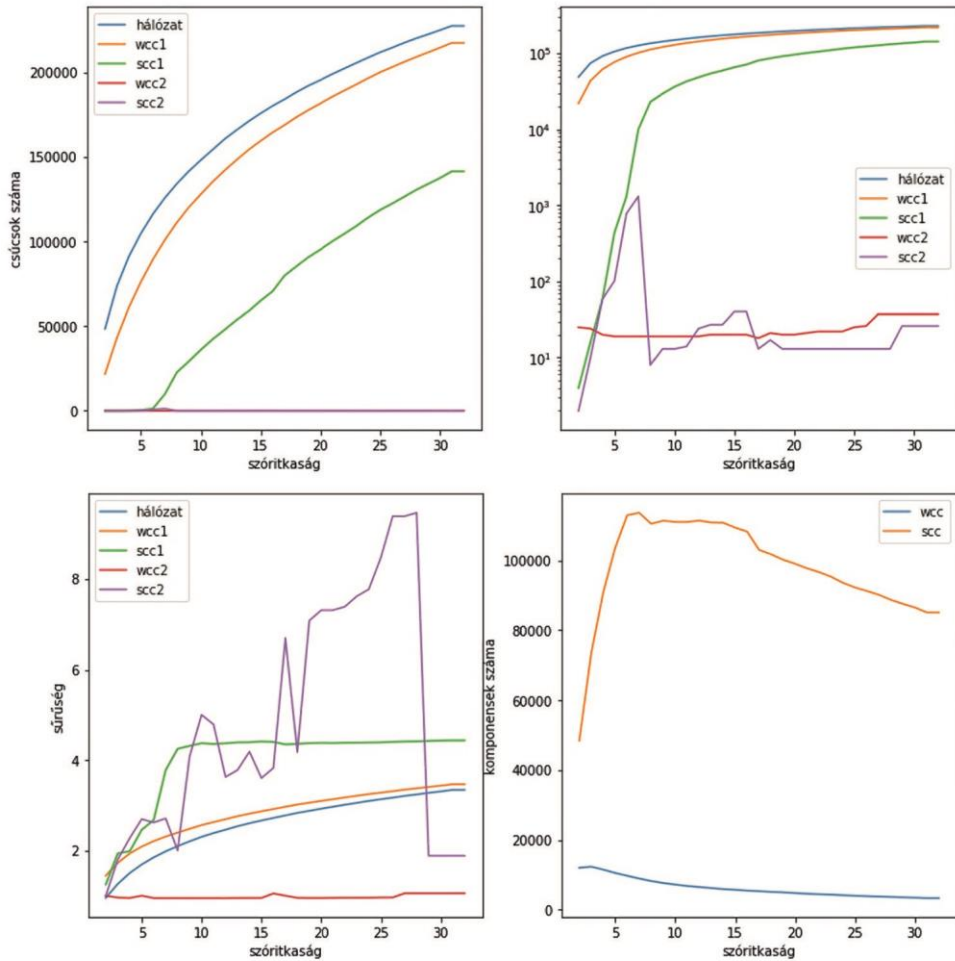 csúcsok száma
200000
150000
100000
50000
0
5
10
15
20
25
30
szóritkaság
hálózat
wcc1
scc1
wcc2
scc2
10⁵
10⁴
10³
10²
10¹
5
10
15
20
25
30
szóritkaság
hálózat
wcc1
scc1
wcc2
scc2
sűrűség
8
6
4
2
5
10
15
20
25
30
szóritkaság
hálózat
wcc1
scc1
wcc2
scc2
komponensek száma
100000
80000
60000
40000
20000
0
5
10
15
20
25
30
szóritkaság
wcc
scc